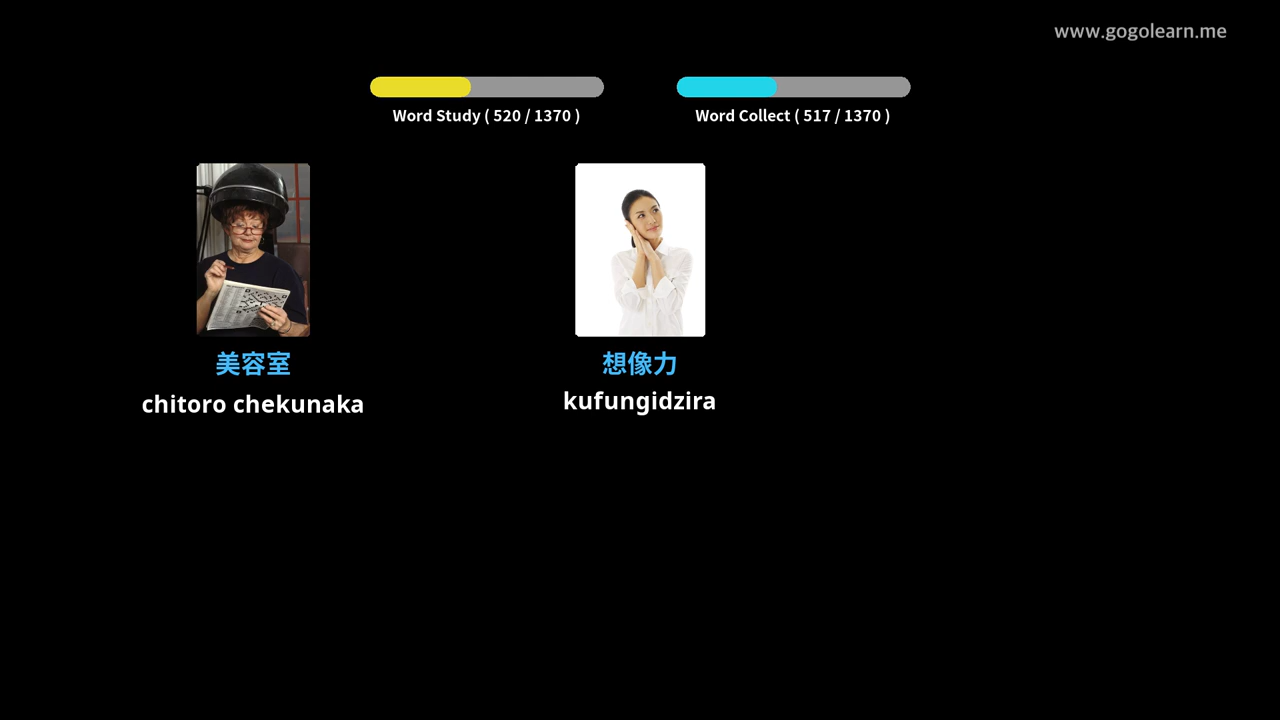 www.gogolearn.me
Word Study ( 520 / 1370 )
Word Collect ( 517 / 1370 )
美容室
chitoro chekunaka
想像力
kufungidzira